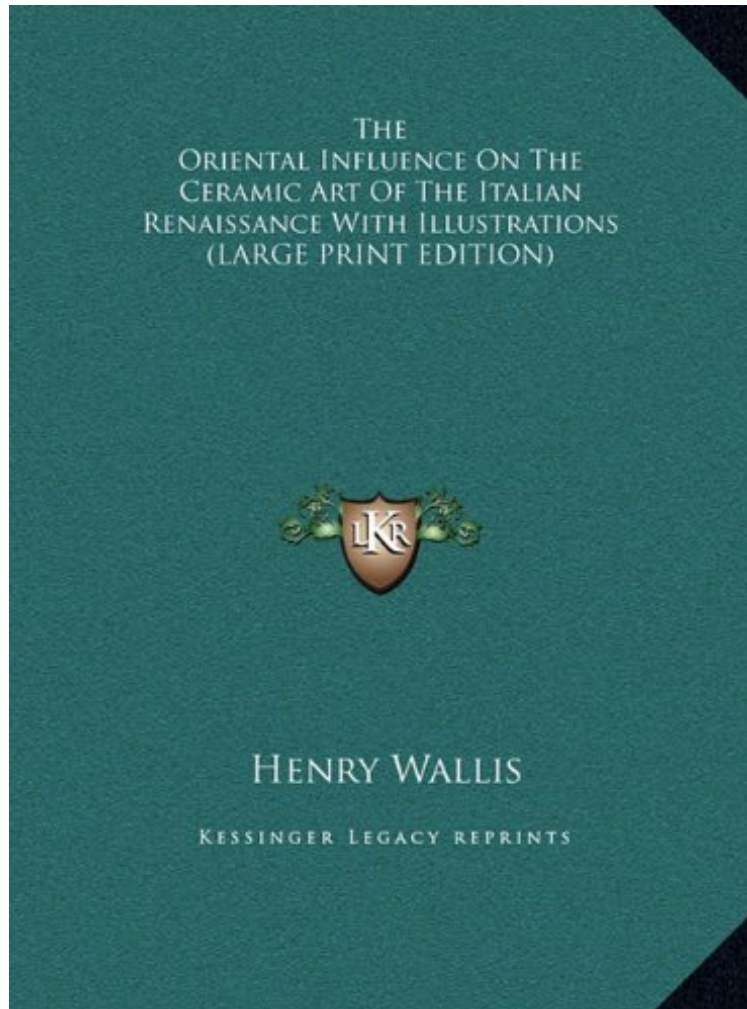 The
Oriental Influence On The
Ceramic Art Of The Italian
Renaissance With Illustrations
(LARGE PRINT EDITION)
LKR
Henry Wallis
Kessinger Legacy reprints